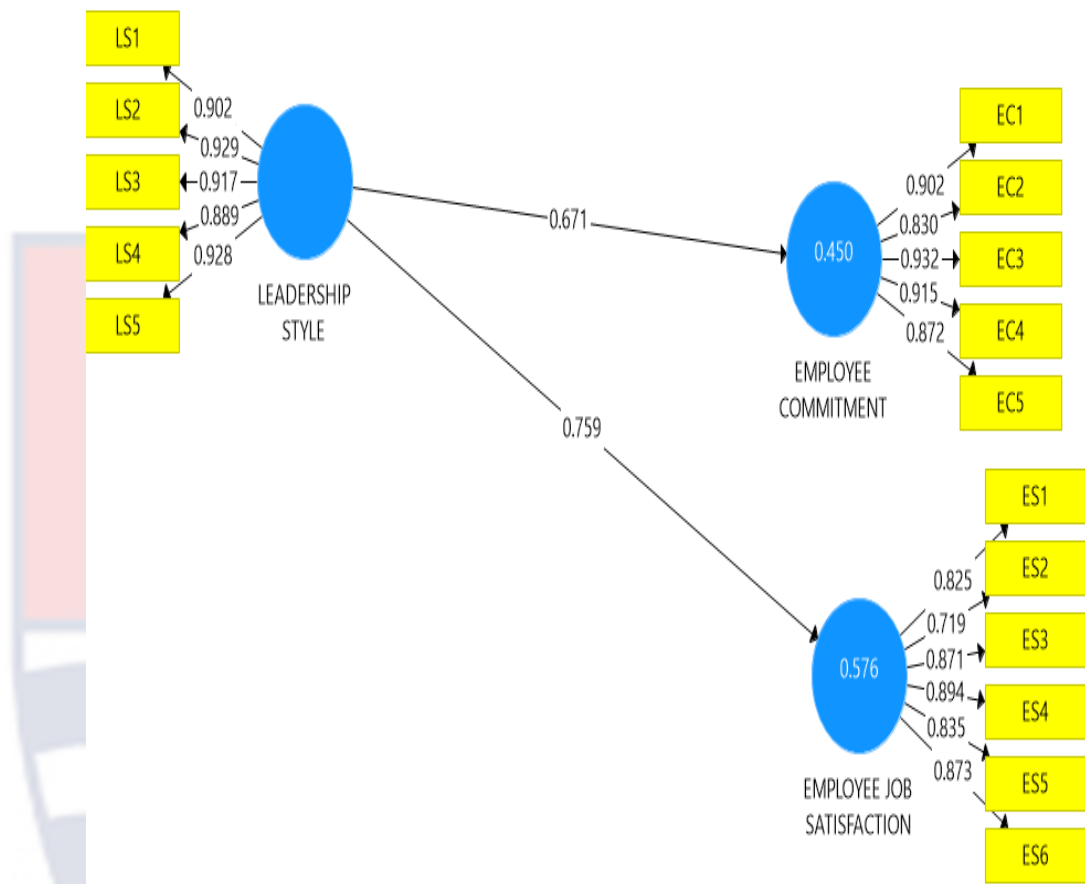 LS1
LS2
LS3
LS4
LS5
0.902
0.929
0.917
0.889
0.928
LEADERSHIP
STYLE
0.671
0.759
0.450
EMPLOYEE
COMMITMENT
0.902
0.830
0.932
0.915
0.872
EC1
EC2
EC3
EC4
EC5
0.576
EMPLOYEE JOB
SATISFACTION
0.825
0.719
0.871
0.894
0.835
0.873
ES1
ES2
ES3
ES4
ES5
ES6